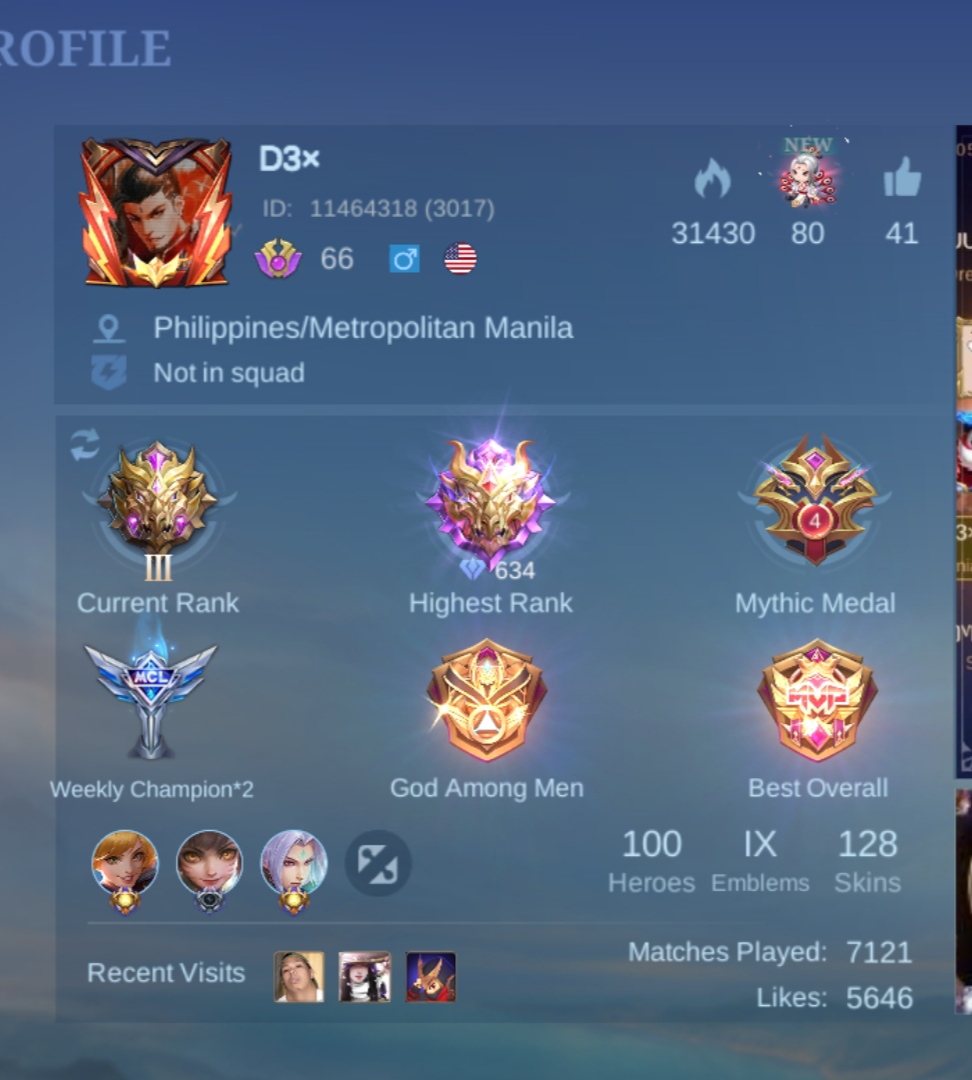 ROFILE
D3×
NEW
ID: 11464318 (3017)
31430 80 41
66
Philippines/Metropolitan Manila
Not in squad
III
634
4
Current Rank
Highest Rank
Mythic Medal
MCL
MVP
Weekly Champion*2
God Among Men
Best Overall
100 IX 128
Heroes Emblems Skins
Matches Played: 7121
Recent Visits
Likes: 5646